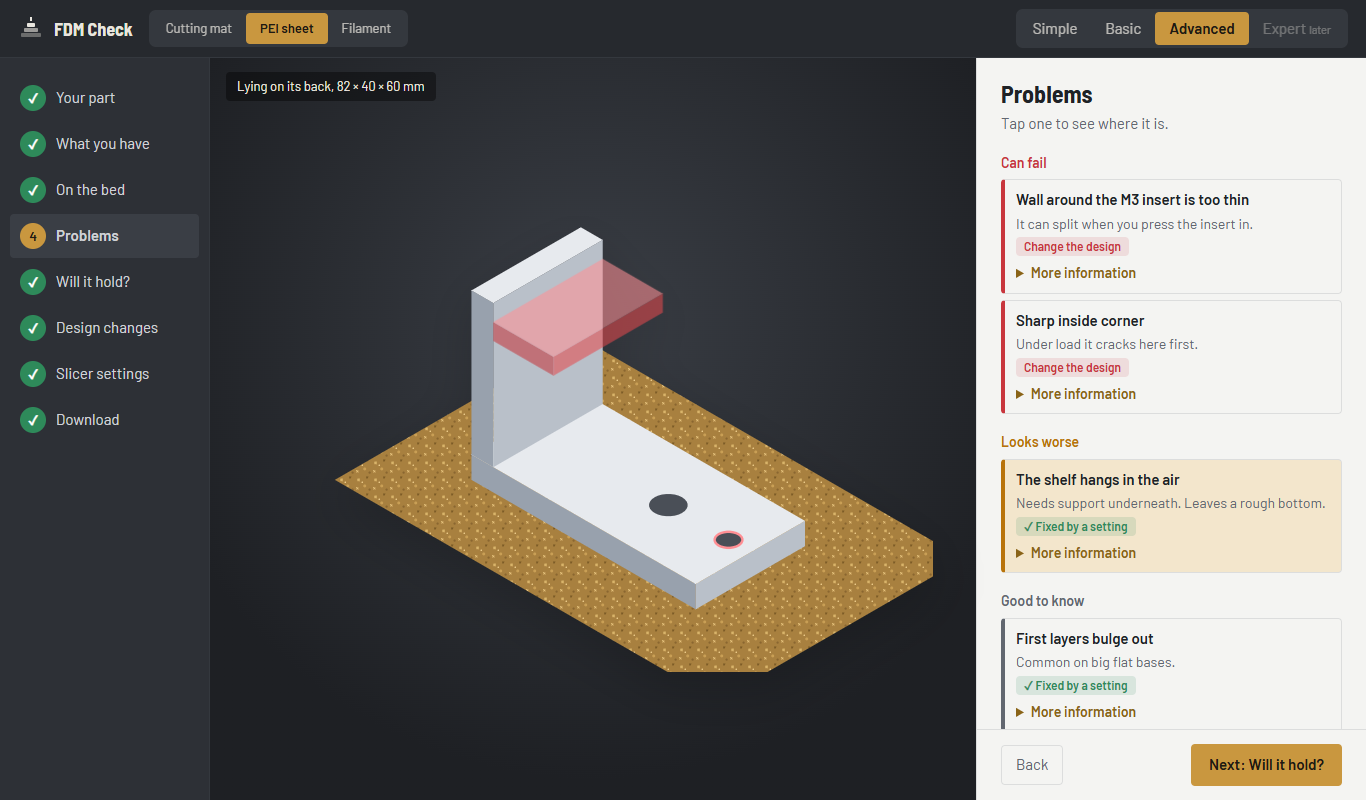 FDM Check
Cutting mat
PEI sheet
Filament
Simple
Basic
Advanced
Expert later
Your part
What you have
On the bed
4 Problems
Will it hold?
Design changes
Slicer settings
Download
Lying on its back, 82 × 40 × 60 mm
Problems
Tap one to see where it is.
Can fail
Wall around the M3 insert is too thin
It can split when you press the insert in.
Change the design
More information
Sharp inside corner
Under load it cracks here first.
Change the design
More information
Looks worse
The shelf hangs in the air
Needs support underneath. Leaves a rough bottom.
✓ Fixed by a setting
More information
Good to know
First layers bulge out
Common on big flat bases.
✓ Fixed by a setting
More information
Back
Next: Will it hold?